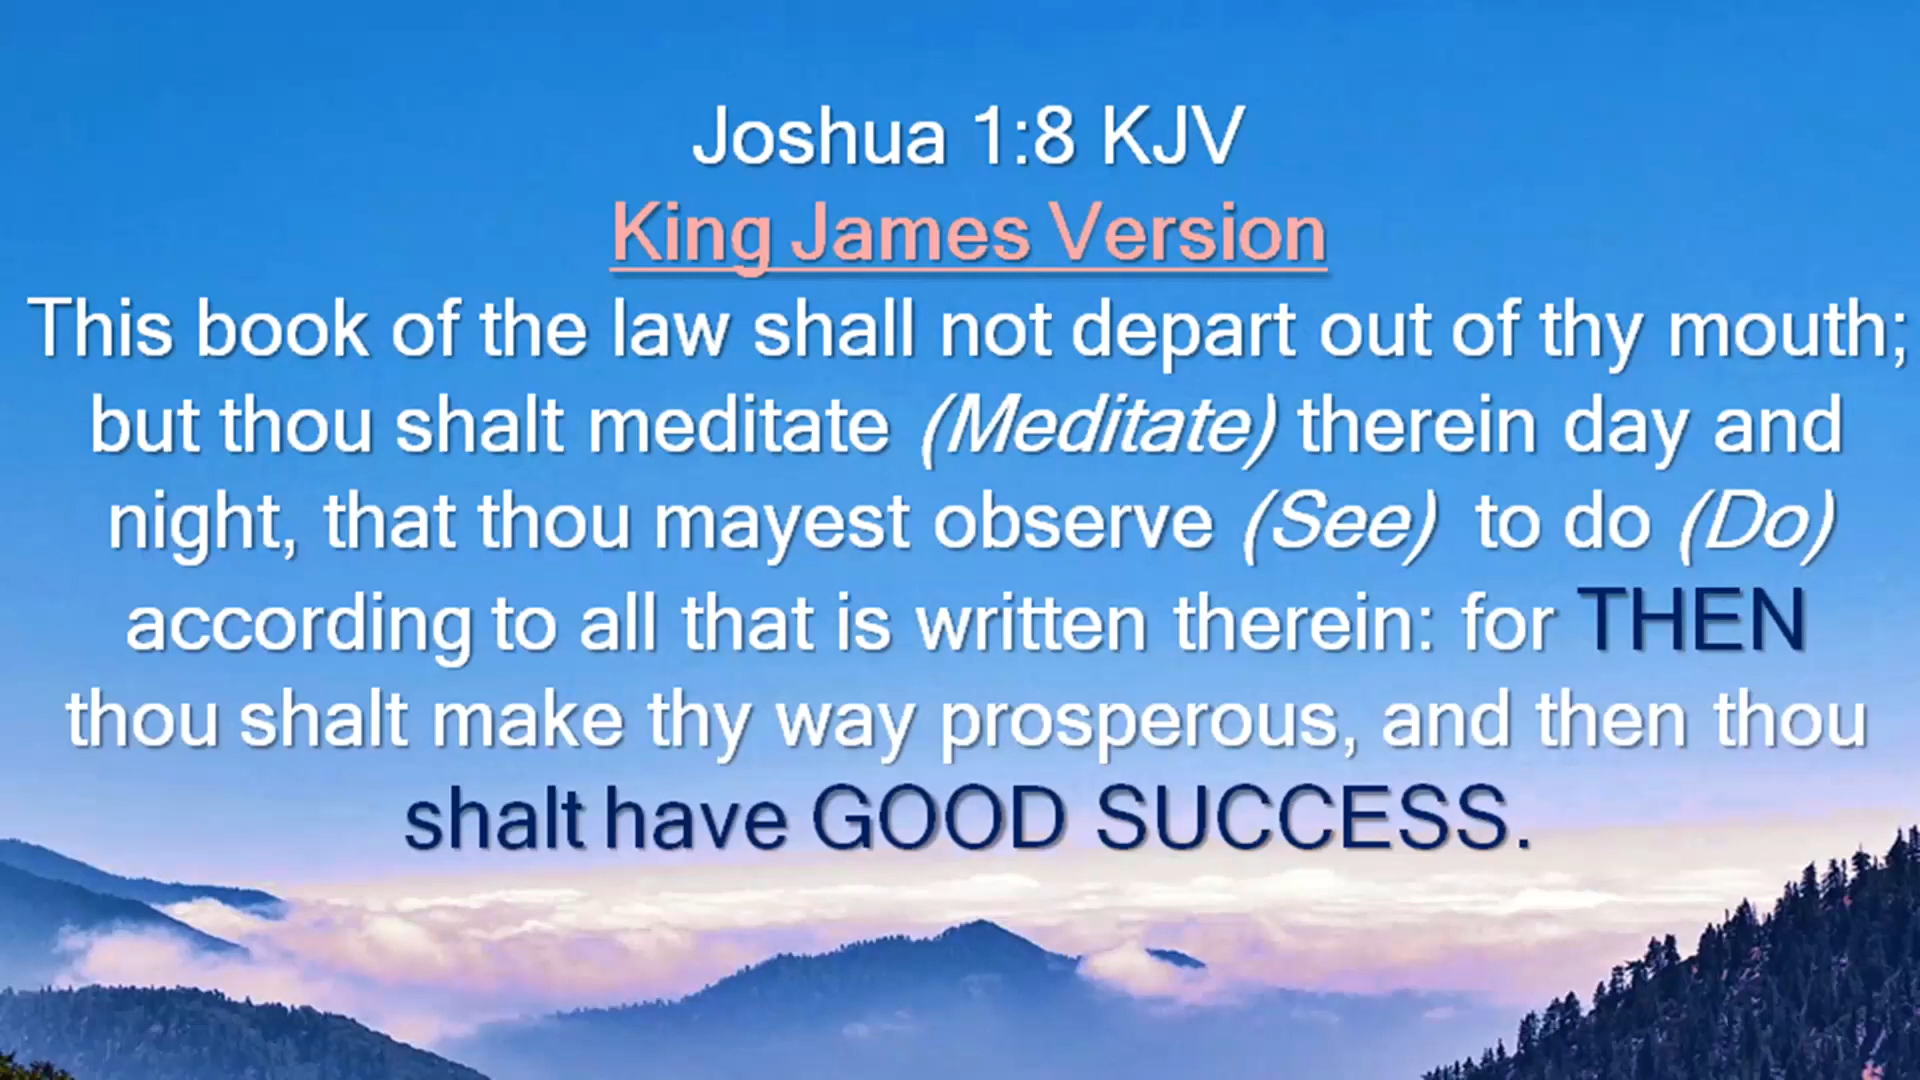 Joshua 1:8 KJV
King James Version
This book of the law shall not depart out of thy mouth;
but thou shalt meditate (Meditate) therein day and
night, that thou mayest observe (See) to do (Do)
according to all that is written therein: for THEN
thou shalt make thy way prosperous, and then thou
shalt have GOOD SUCCESS.